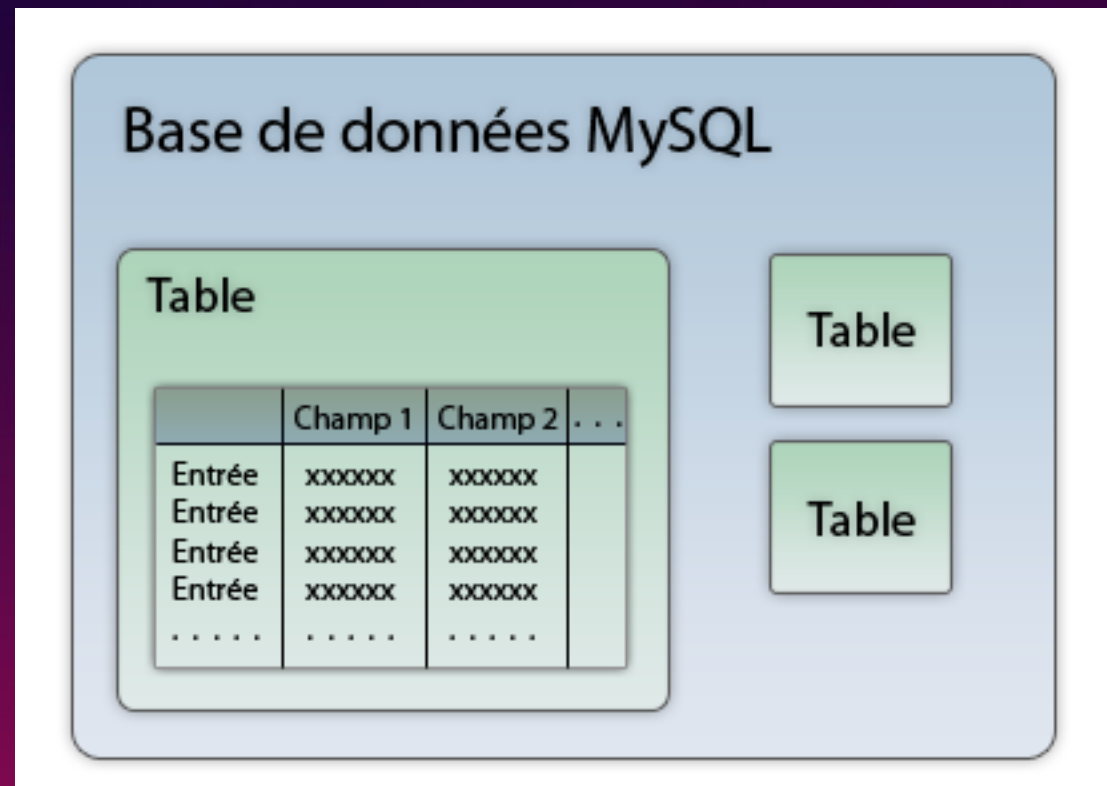 Base de données MySQL
Table
Champ 1 Champ 2 . . .
Entrée xxxxxx xxxxxx
Entrée xxxxxx xxxxxx
Entrée xxxxxx xxxxxx
Entrée xxxxxx xxxxxx
. . . . . . . . . . . . . . .
Table
Table